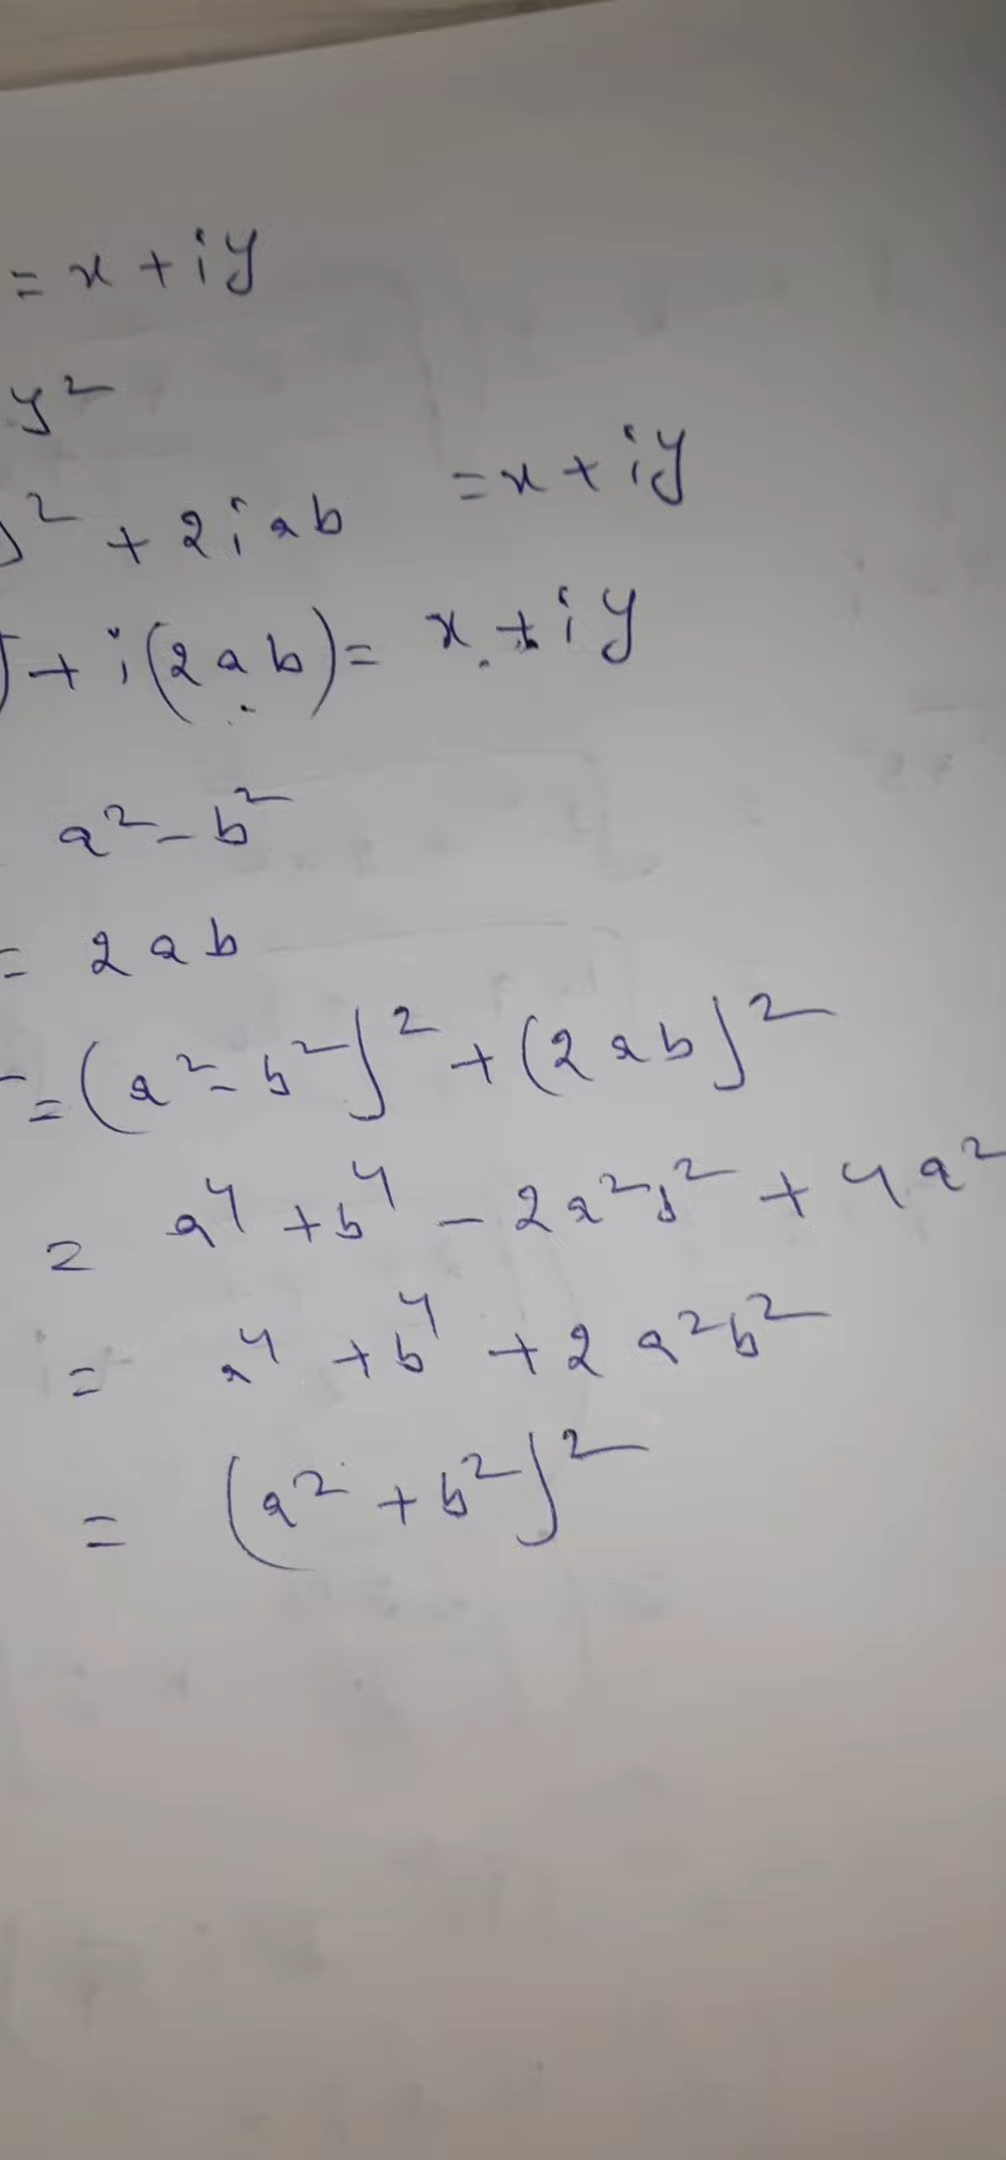 = x + iy
y²
² + 2iab = x + iy
) + i(2ab) = x + iy
a² - b²
= 2ab
= (a² - b²)² + (2ab)²
= a⁴ + b⁴ - 2a²b² + 4a²
= a⁴ + b⁴ + 2a²b²
= (a² + b²)²